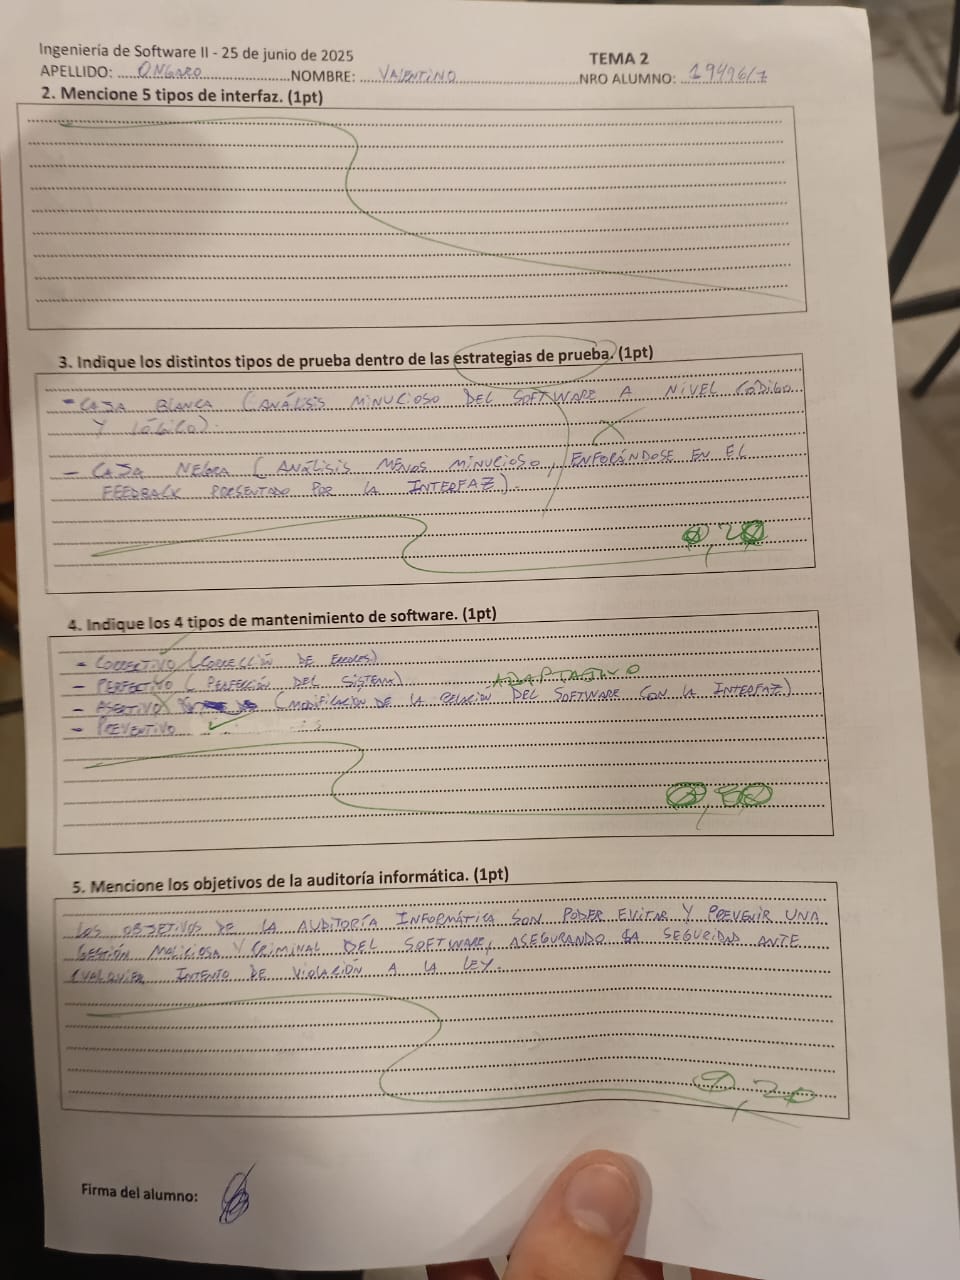 Ingeniería de Software II - 25 de junio de 2025
TEMA 2
APELLIDO: ONGARO NOMBRE: VALENTINO NRO ALUMNO: 19496/7
2. Mencione 5 tipos de interfaz. (1pt)
3. Indique los distintos tipos de prueba dentro de las estrategias de prueba. (1pt)
- CAJA BLANCA (ANÁLISIS MINUCIOSO DEL SOFTWARE A NIVEL CÓDIGO
Y LÓGICO).
- CAJA NEGRA (ANÁLISIS MENOS MINUCIOSO, ENFORÁNDOSE EN EL
FEEDBACK PRESENTADO POR LA INTERFAZ).
0,20
4. Indique los 4 tipos de mantenimiento de software. (1pt)
- CORRECTIVO (CORRECCIÓN DE ERRORES)
- PERFECTIVO (PERFECCIÓN DEL SISTEMA) ADAPTATIVO
- ASERTIVO (MODIFICACIÓN DE LA RELACIÓN DEL SOFTWARE CON LA INTERFAZ)
- PREVENTIVO
5. Mencione los objetivos de la auditoría informática. (1pt)
LOS OBJETIVOS DE LA AUDITORÍA INFORMÁTICA SON PODER EVITAR Y PREVENIR UNA
GESTIÓN MALICIOSA Y CRIMINAL DEL SOFTWARE, ASEGURANDO LA SEGURIDAD ANTE
CUALQUIER INTENTO DE VIOLACIÓN A LA LEY.
0,20
Firma del alumno: